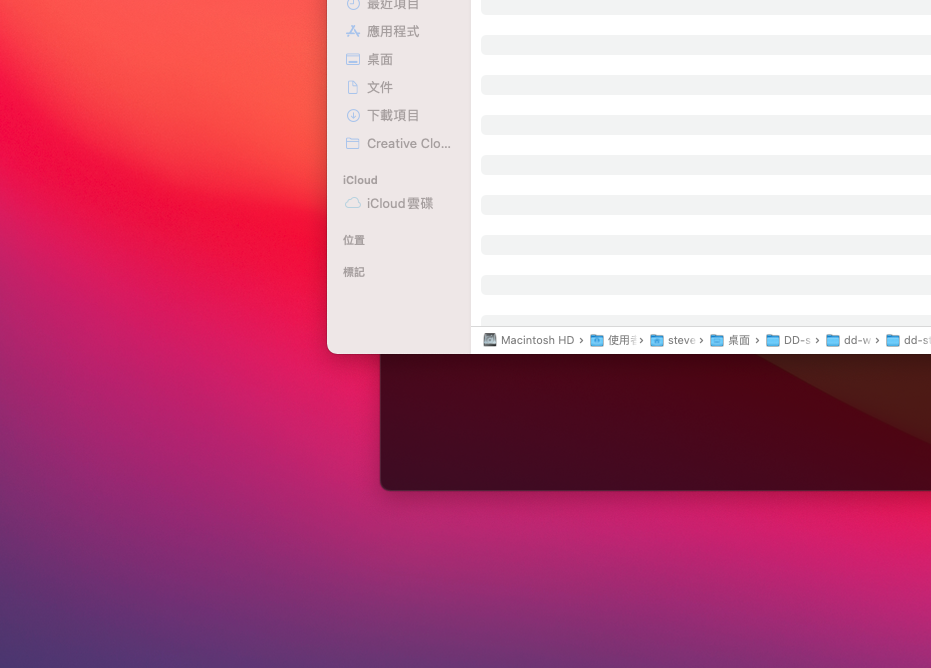 最近項目
應用程式
桌面
文件
下載項目
Creative Clo...
iCloud
iCloud雲碟
位置
標記
Macintosh HD › 使用 › steve › 桌面 › DD-s › dd-w › dd-st